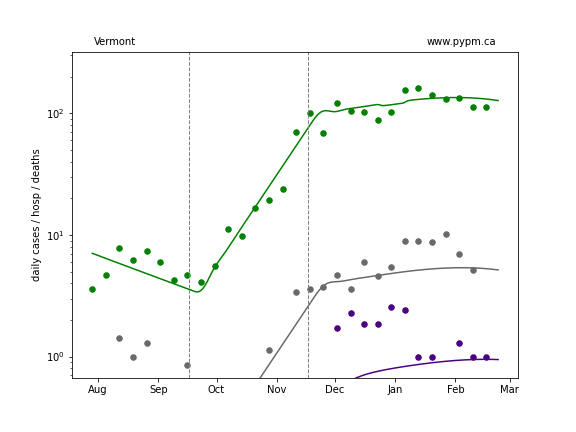 Vermont www.pypm.ca
daily cases / hosp / deaths
10²
10¹
10⁰
Aug Sep Oct Nov Dec Jan Feb Mar